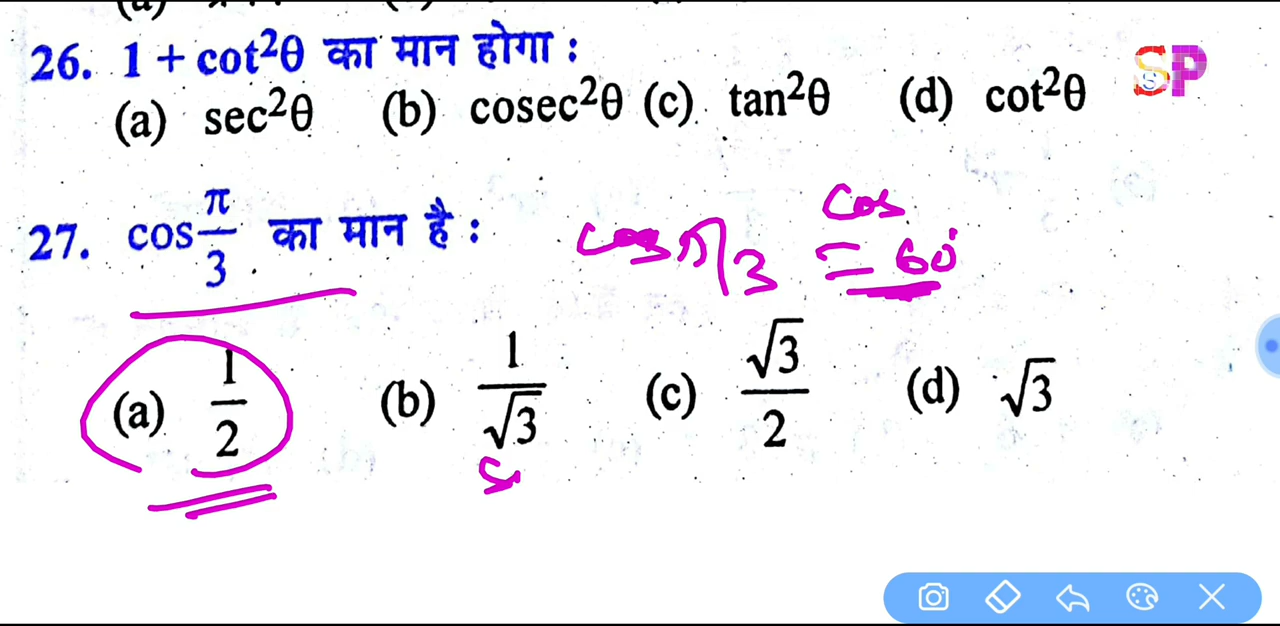 26. 1 + cot²θ का मान होगा :
SP
(a) sec²θ (b) cosec²θ (c) tan²θ (d) cot²θ
27. cos π/3 का मान है :
cos π/3 = cos 60°
(a) 1/2 (b) 1/√3 (c) √3/2 (d) √3